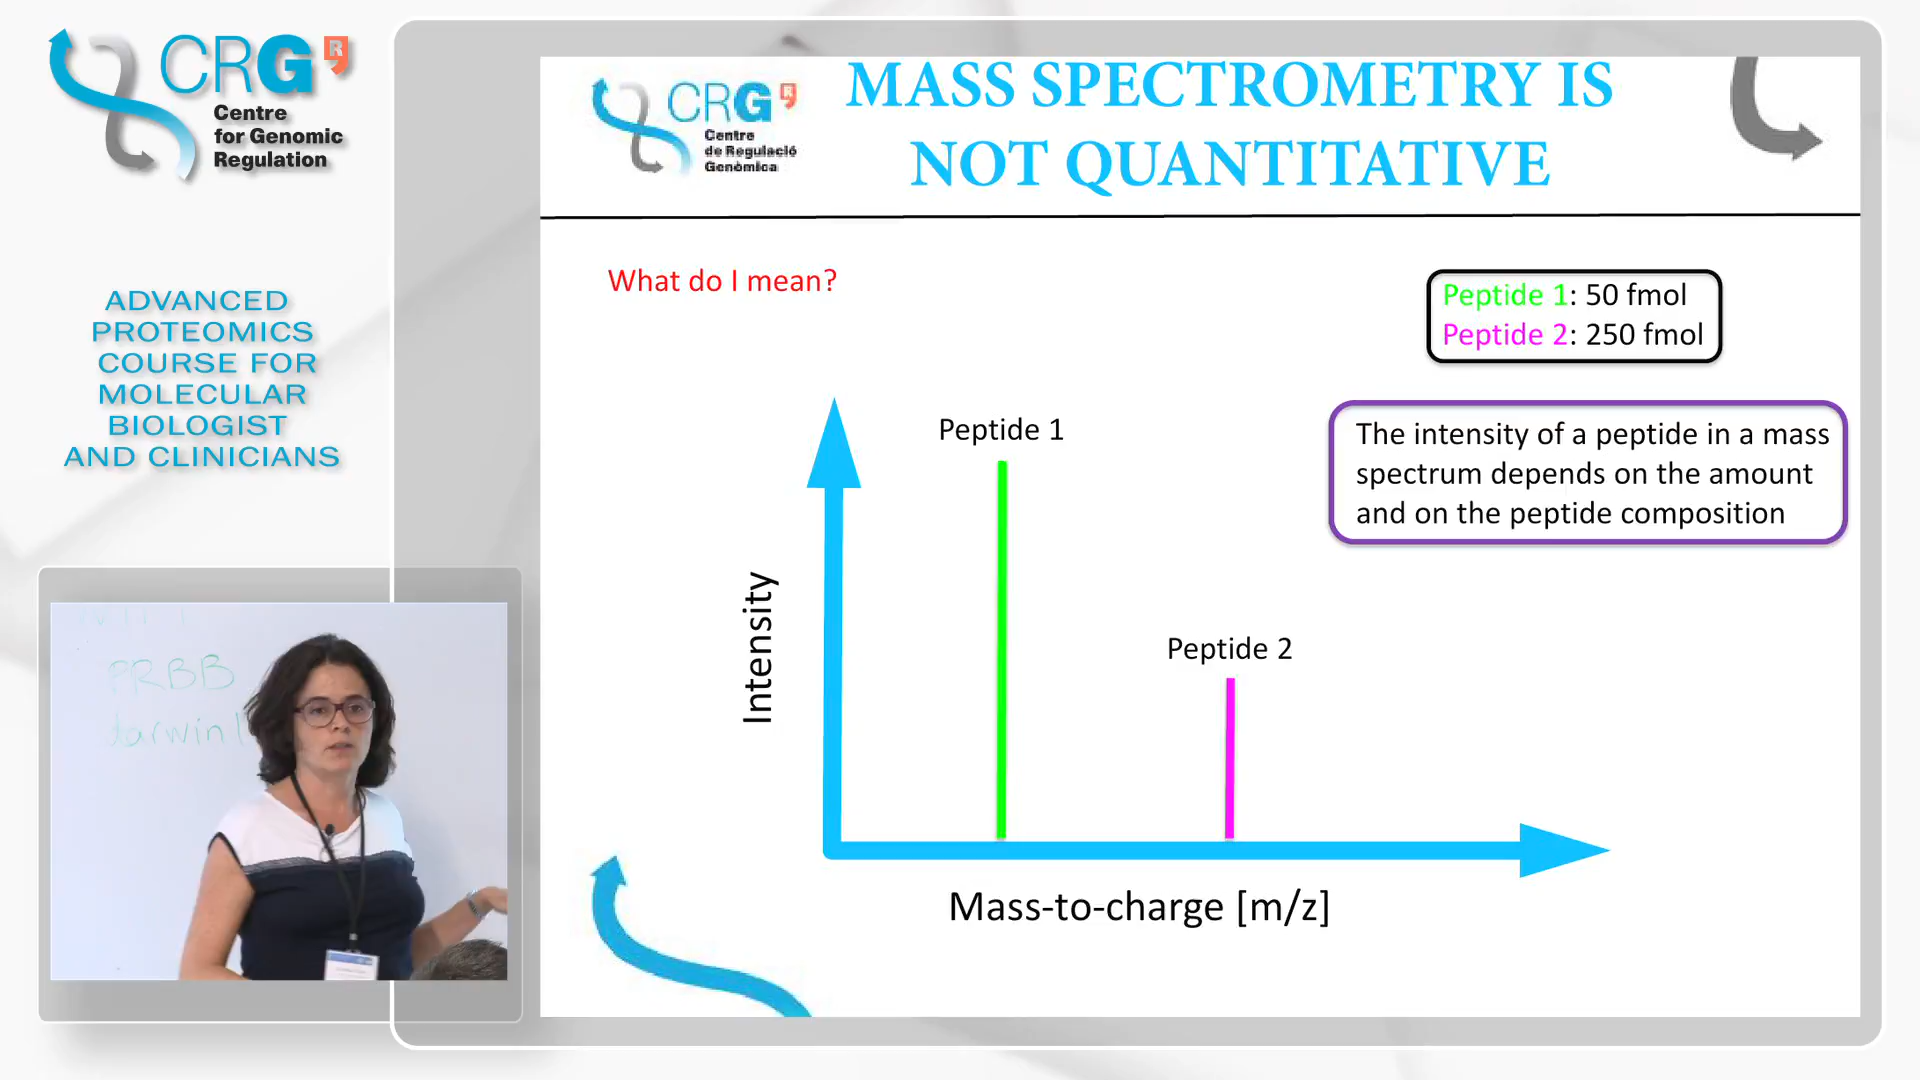 CRG
Centre
for Genomic
Regulation
ADVANCED
PROTEOMICS
COURSE FOR
MOLECULAR
BIOLOGIST
AND CLINICIANS
PRBB
darwin
CRG
Centre
de Regulació
Genòmica
MASS SPECTROMETRY IS
NOT QUANTITATIVE
What do I mean?
Peptide 1: 50 fmol
Peptide 2: 250 fmol
The intensity of a peptide in a mass
spectrum depends on the amount
and on the peptide composition
Peptide 1
Peptide 2
Intensity
Mass-to-charge [m/z]